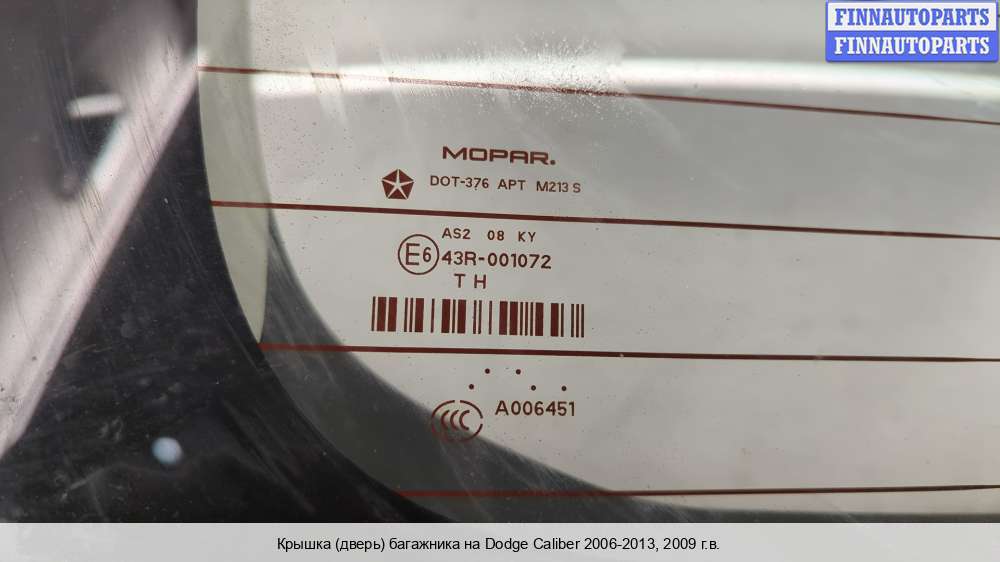 FINNAUTOPARTS
FINNAUTOPARTS
MOPAR.
DOT-376 APT M213 S
AS2 08 KY
E6 43R-001072
T H
CCC A006451
Крышка (дверь) багажника на Dodge Caliber 2006-2013, 2009 г.в.